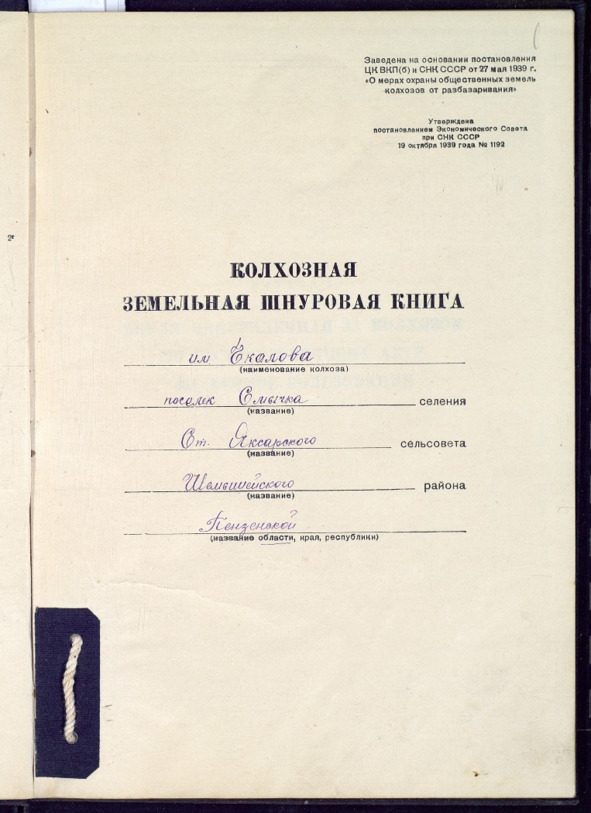 Заведена на основании постановления
ЦК ВКП(б) и СНК СССР от 27 мая 1939 г.
«О мерах охраны общественных земель
колхозов от разбазаривания»
Утверждена
постановлением Экономического Совета
при СНК СССР
19 октября 1939 года № 1192
КОЛХОЗНАЯ
ЗЕМЕЛЬНАЯ ШНУРОВАЯ КНИГА
им
(наименование колхоза)
поселек Смычка селения
(название)
Ст. Яксарского сельсовета
(название)
Шемышейского района
(название)
Пензенской
(название области, края, республики)